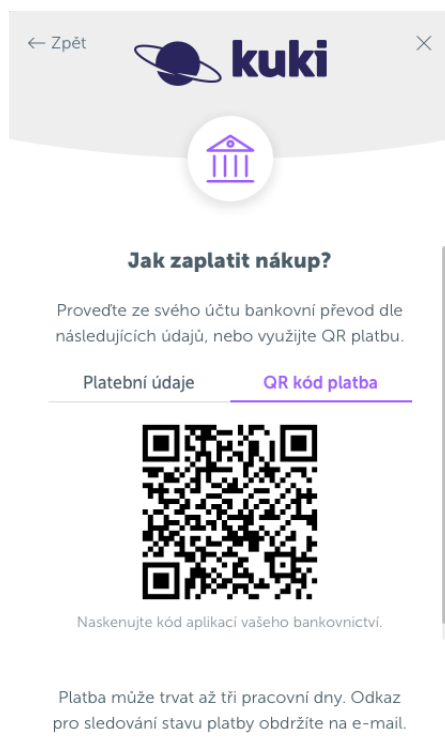 ← Zpět
kuki
Jak zaplatit nákup?
Proveďte ze svého účtu bankovní převod dle
následujících údajů, nebo využijte QR platbu.
Platební údaje
QR kód platba
Naskenujte kód aplikací vašeho bankovnictví.
Platba může trvat až tři pracovní dny. Odkaz
pro sledování stavu platby obdržíte na e-mail.